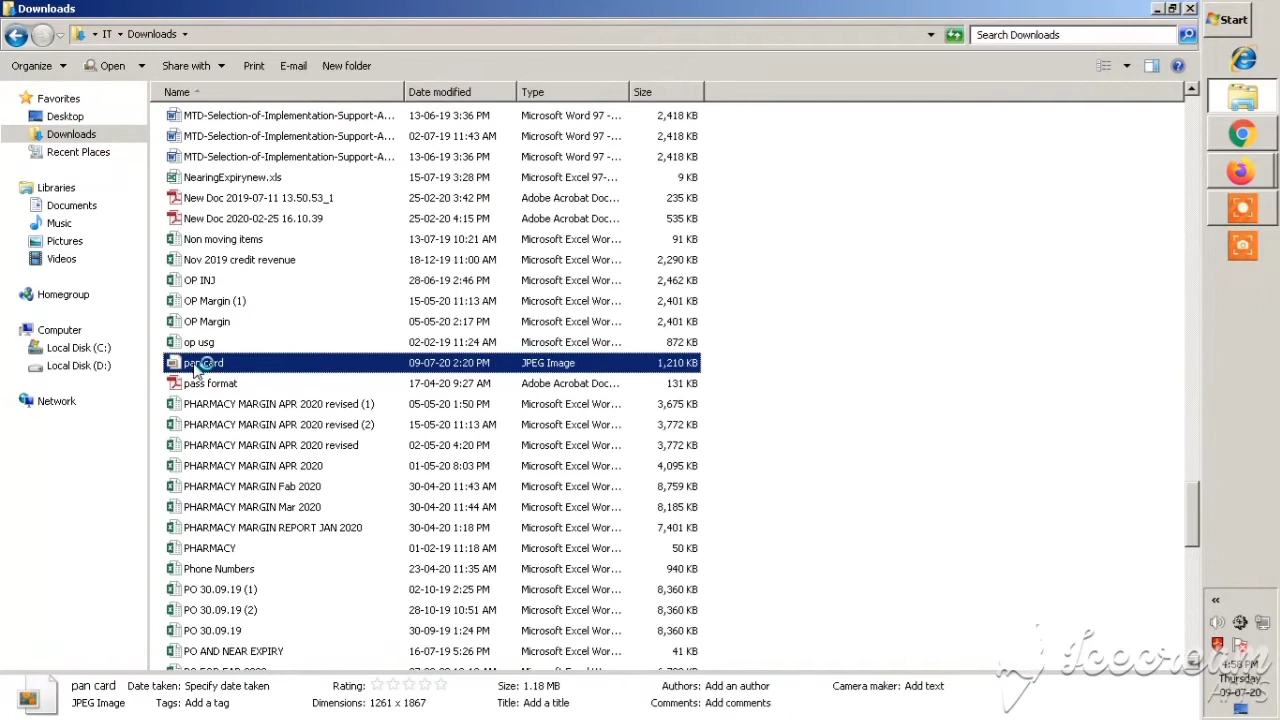 Downloads
IT Downloads
Search Downloads
Start
Organize Open Share with Print E-mail New folder
Name Date modified Type Size
Favorites
Desktop
Downloads
Recent Places
Libraries
Documents
Music
Pictures
Videos
Homegroup
Computer
Local Disk (C:)
Local Disk (D:)
Network
MTD-Selection-of-Implementation-Support-A... 13-06-19 3:36 PM Microsoft Word 97 -... 2,418 KB
MTD-Selection-of-Implementation-Support-A... 02-07-19 11:43 AM Microsoft Word 97 -... 2,418 KB
MTD-Selection-of-Implementation-Support-A... 13-06-19 3:36 PM Microsoft Word 97 -... 2,418 KB
NearingExpirynew.xls 15-07-19 3:28 PM Microsoft Excel 97-... 9 KB
New Doc 2019-07-11 13.50.53_1 25-02-20 3:42 PM Adobe Acrobat Doc... 235 KB
New Doc 2020-02-25 16.10.39 25-02-20 4:15 PM Adobe Acrobat Doc... 535 KB
Non moving items 13-07-19 10:21 AM Microsoft Excel Wor... 91 KB
Nov 2019 credit revenue 18-12-19 11:00 AM Microsoft Excel Wor... 2,290 KB
OP INJ 28-06-19 2:46 PM Microsoft Excel Wor... 2,462 KB
OP Margin (1) 15-05-20 11:13 AM Microsoft Excel Wor... 2,401 KB
OP Margin 05-05-20 2:17 PM Microsoft Excel Wor... 2,401 KB
op usg 02-02-19 11:24 AM Microsoft Excel Wor... 872 KB
pan card 09-07-20 2:20 PM JPEG Image 1,210 KB
pass format 17-04-20 9:27 AM Adobe Acrobat Doc... 131 KB
PHARMACY MARGIN APR 2020 revised (1) 05-05-20 1:50 PM Microsoft Excel Wor... 3,675 KB
PHARMACY MARGIN APR 2020 revised (2) 15-05-20 11:13 AM Microsoft Excel Wor... 3,772 KB
PHARMACY MARGIN APR 2020 revised 02-05-20 4:20 PM Microsoft Excel Wor... 3,772 KB
PHARMACY MARGIN APR 2020 01-05-20 8:03 PM Microsoft Excel Wor... 4,095 KB
PHARMACY MARGIN Fab 2020 30-04-20 11:43 AM Microsoft Excel Wor... 8,759 KB
PHARMACY MARGIN Mar 2020 30-04-20 11:44 AM Microsoft Excel Wor... 8,185 KB
PHARMACY MARGIN REPORT JAN 2020 30-04-20 1:18 PM Microsoft Excel Wor... 7,401 KB
PHARMACY 01-02-19 11:18 AM Microsoft Excel Wor... 50 KB
Phone Numbers 23-04-20 11:35 AM Microsoft Excel Wor... 940 KB
PO 30.09.19 (1) 02-10-19 2:25 PM Microsoft Excel Wor... 8,360 KB
PO 30.09.19 (2) 28-10-19 10:51 AM Microsoft Excel Wor... 8,360 KB
PO 30.09.19 30-09-19 1:24 PM Microsoft Excel Wor... 8,360 KB
PO AND NEAR EXPIRY 16-07-19 5:26 PM Microsoft Excel Wor... 41 KB
pan card Date taken: Specify date taken Rating: Size: 1.18 MB Authors: Add an author Camera maker: Add text
JPEG Image Tags: Add a tag Dimensions: 1261 x 1867 Title: Add a title Comments: Add comments
4:58 PM
Thursday
09-07-20
Icecream
APPS